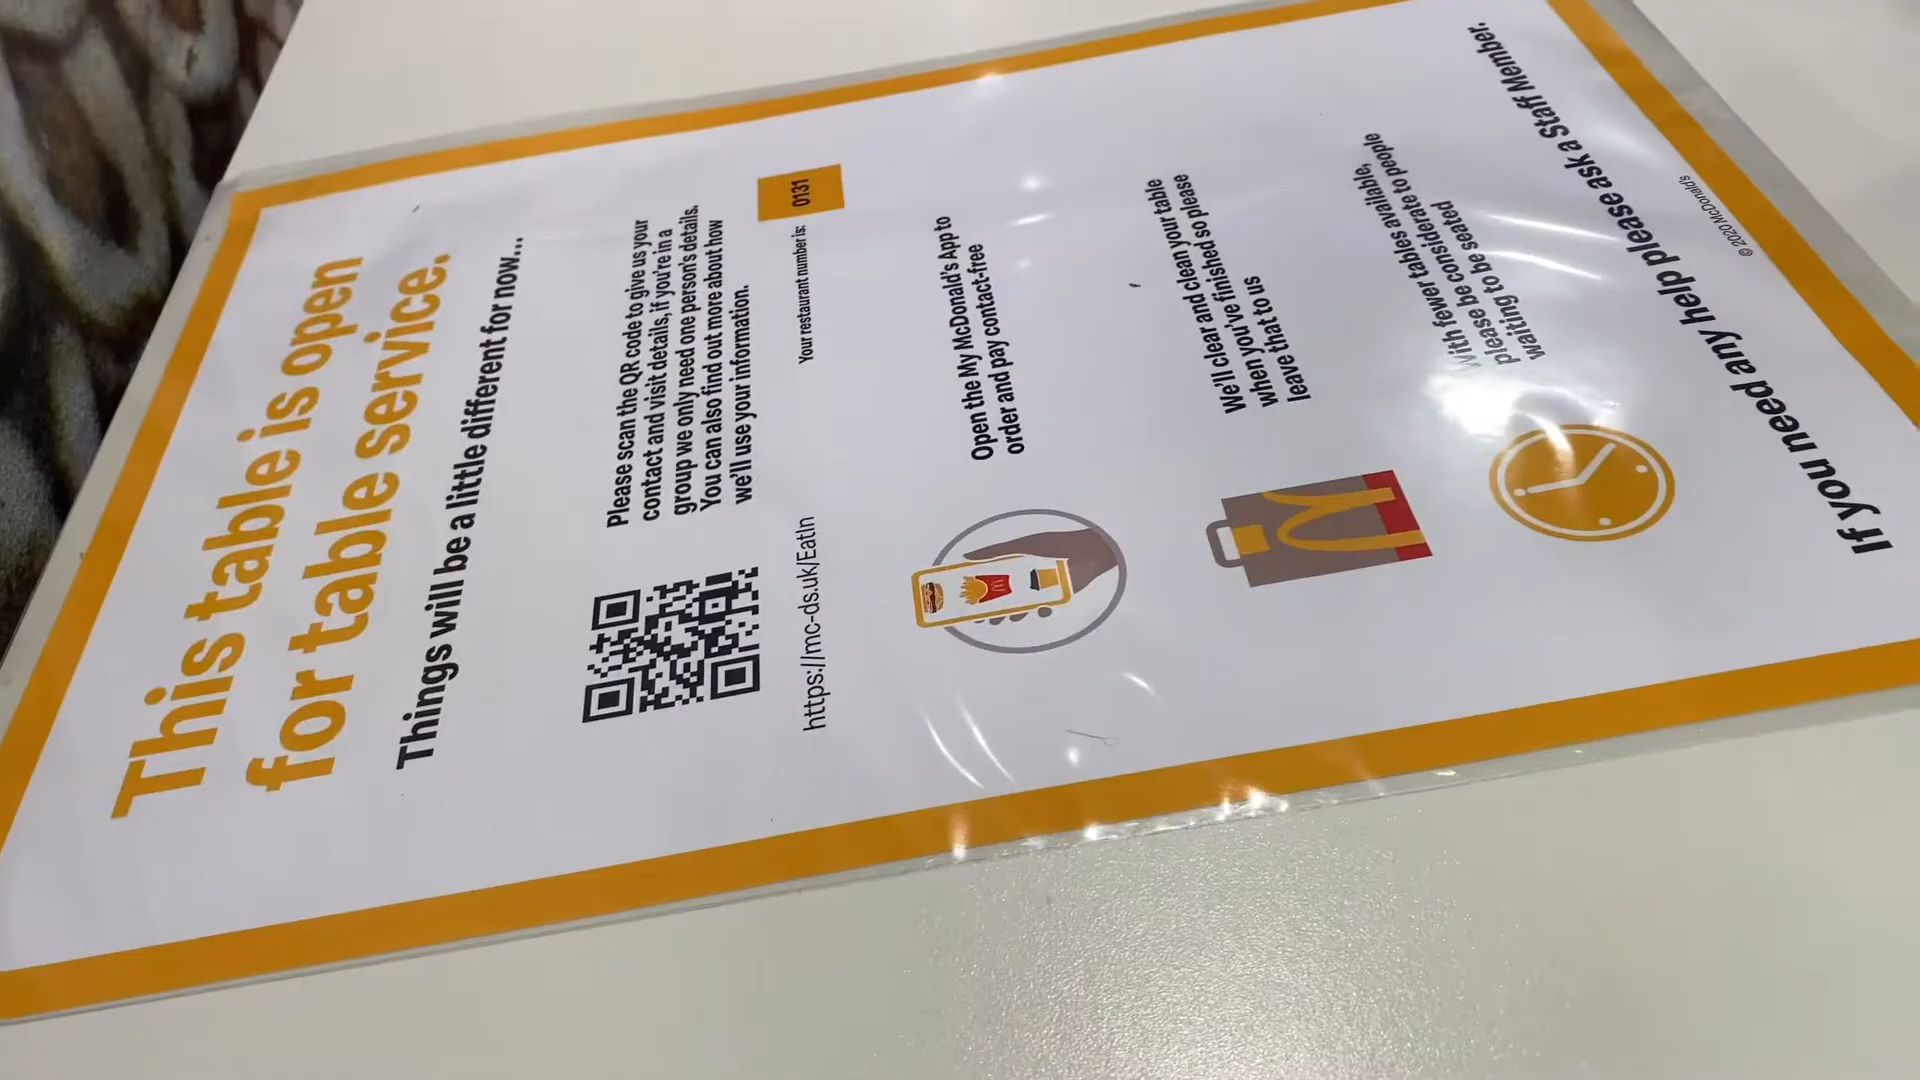 This table is open
for table service.
Things will be a little different for now...
Please scan the QR code to give us your
contact and visit details, if you're in a
group we only need one person's details.
You can also find out more about how
we'll use your information.
https://mc-ds.uk/EatIn
Your restaurant number is:
0131
Open the My McDonald's App to
order and pay contact-free
We'll clear and clean your table
when you've finished so please
leave that to us
With fewer tables available,
please be considerate to people
waiting to be seated
If you need any help please ask a Staff Member.
© 2020 McDonald's